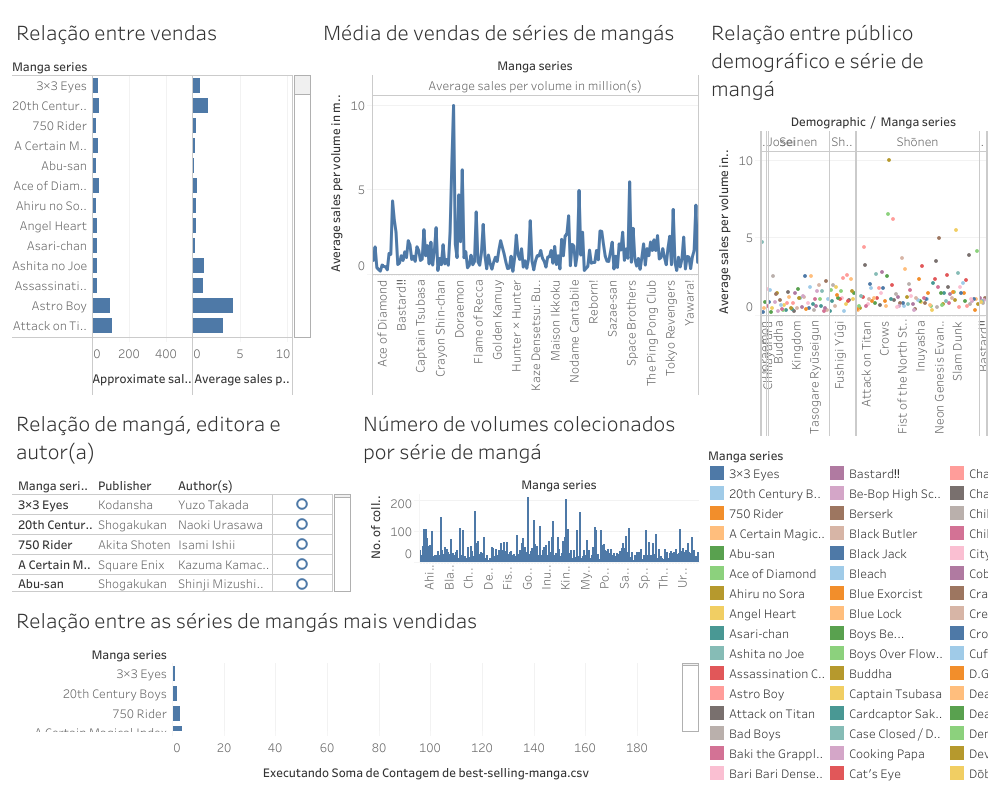 Relação entre vendas
Manga series
3×3 Eyes
20th Centur..
750 Rider
A Certain M..
Abu-san
Ace of Diam..
Ahiru no So..
Angel Heart
Asari-chan
Ashita no Joe
Assassinati..
Astro Boy
Attack on Ti..
0 200 400 0 5 10
Approximate sal.. Average sales p..
Média de vendas de séries de mangás
Manga series
Average sales per volume in million(s)
Average sales per volume in m..
10
5
0
Ace of Diamond
Bastard!!
Captain Tsubasa
Crayon Shin-chan
Doraemon
Flame of Recca
Golden Kamuy
Hunter × Hunter
Kaze Densetsu: Bu..
Maison Ikkoku
Nodame Cantabile
Reborn!
Sazae-san
Space Brothers
The Ping Pong Club
Tokyo Revengers
Yawara!
Relação entre público
demográfico e série de
mangá
Demographic / Manga series
Seinen Sh.. Shōnen
Average sales per volume in..
10
5
0
Buddha
Kingdom
Tasogare Ryūseigun
Fushigi Yûgi
Attack on Titan
Crows
Fist of the North St..
Inuyasha
Neon Genesis Evan..
Slam Dunk
Bastard!!
Relação de mangá, editora e
autor(a)
Manga seri.. Publisher Author(s)
3×3 Eyes Kodansha Yuzo Takada
20th Centur.. Shogakukan Naoki Urasawa
750 Rider Akita Shoten Isami Ishii
A Certain M.. Square Enix Kazuma Kamac..
Abu-san Shogakukan Shinji Mizushi..
Número de volumes colecionados
por série de mangá
Manga series
No. of coll..
200
100
0
Ahi..
Bla..
Ch..
De..
Fis..
Go..
Inu..
Kin..
My..
Po..
Sa..
Sp..
Th..
Ur..
Relação entre as séries de mangás mais vendidas
Manga series
3×3 Eyes
20th Century Boys
750 Rider
A Certain Magical Index
0 20 40 60 80 100 120 140 160 180
Executando Soma de Contagem de best-selling-manga.csv
Manga series
3×3 Eyes
20th Century B..
750 Rider
A Certain Magic..
Abu-san
Ace of Diamond
Ahiru no Sora
Angel Heart
Asari-chan
Ashita no Joe
Assassination C..
Astro Boy
Attack on Titan
Bad Boys
Baki the Grappl..
Bari Bari Dense..
Bastard!!
Be-Bop High Sc..
Berserk
Black Butler
Black Jack
Bleach
Blue Exorcist
Blue Lock
Boys Be...
Boys Over Flow..
Buddha
Captain Tsubasa
Cardcaptor Sak..
Case Closed / D..
Cooking Papa
Cat's Eye
Cha
Cha
Chi
Chi
City
Cob
Cra
Cre
Cro
Cuf
D.G
Dea
Dea
Der
Dev
Dōb